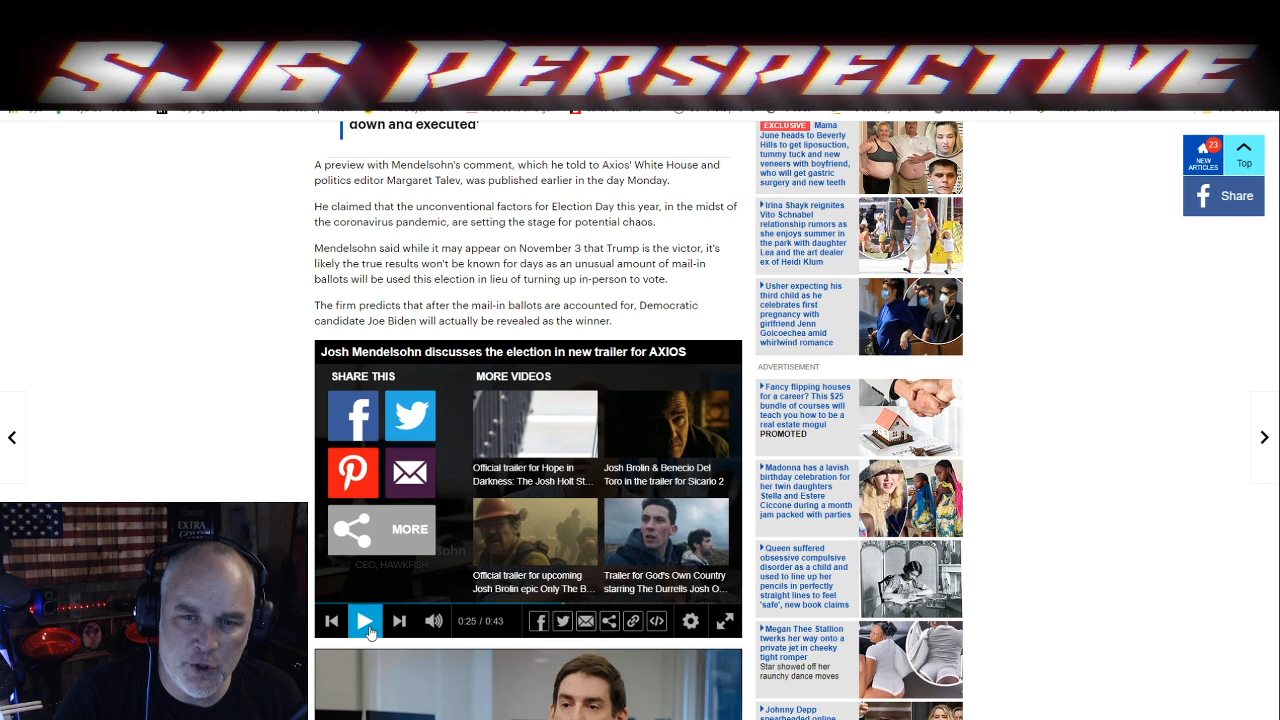 SJG PERSPECTIVE
down and executed'
A preview with Mendelsohn's comment, which he told to Axios' White House and
politics editor Margaret Talev, was published earlier in the day Monday.
He claimed that the unconventional factors for Election Day this year, in the midst of
the coronavirus pandemic, are setting the stage for potential chaos.
Mendelsohn said while it may appear on November 3 that Trump is the victor, it's
likely the true results won't be known for days as an unusual amount of mail-in
ballots will be used this election in lieu of turning up in-person to vote.
The firm predicts that after the mail-in ballots are accounted for, Democratic
candidate Joe Biden will actually be revealed as the winner.
Josh Mendelsohn discusses the election in new trailer for AXIOS
SHARE THIS
MORE VIDEOS
Official trailer for Hope in
Darkness: The Josh Holt St...
Josh Brolin & Benecio Del
Toro in the trailer for Sicario 2
MORE
CEO, HAWKFISH
Official trailer for upcoming
Josh Brolin epic Only The B...
Trailer for God's Own Country
starring The Durrells Josh O...
0:25 / 0:43
EXCLUSIVE Mama
June heads to Beverly
Hills to get liposuction,
tummy tuck and new
veneers with boyfriend,
who will get gastric
surgery and new teeth
Irina Shayk reignites
Vito Schnabel
relationship rumors as
she enjoys summer in
the park with daughter
Lea and the art dealer
ex of Heidi Klum
Usher expecting his
third child as he
celebrates first
pregnancy with
girlfriend Jenn
Goicoechea amid
whirlwind romance
ADVERTISEMENT
Fancy flipping houses
for a career? This $25
bundle of courses will
teach you how to be a
real estate mogul
PROMOTED
Madonna has a lavish
birthday celebration for
her twin daughters
Stella and Estere
Ciccone during a month
jam packed with parties
Queen suffered
obsessive compulsive
disorder as a child and
used to line up her
pencils in perfectly
straight lines to feel
'safe', new book claims
Megan Thee Stallion
twerks her way onto a
private jet in cheeky
tight romper
Star showed off her
raunchy dance moves
Johnny Depp
spearheaded online
23
NEW
ARTICLES
Top
Share
EXTRA
GOLD